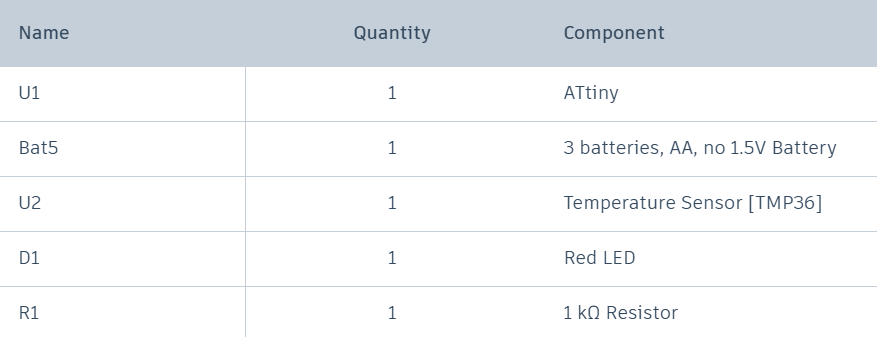 Name Quantity Component
U1 1 ATtiny
Bat5 1 3 batteries, AA, no 1.5V Battery
U2 1 Temperature Sensor [TMP36]
D1 1 Red LED
R1 1 1 kΩ Resistor